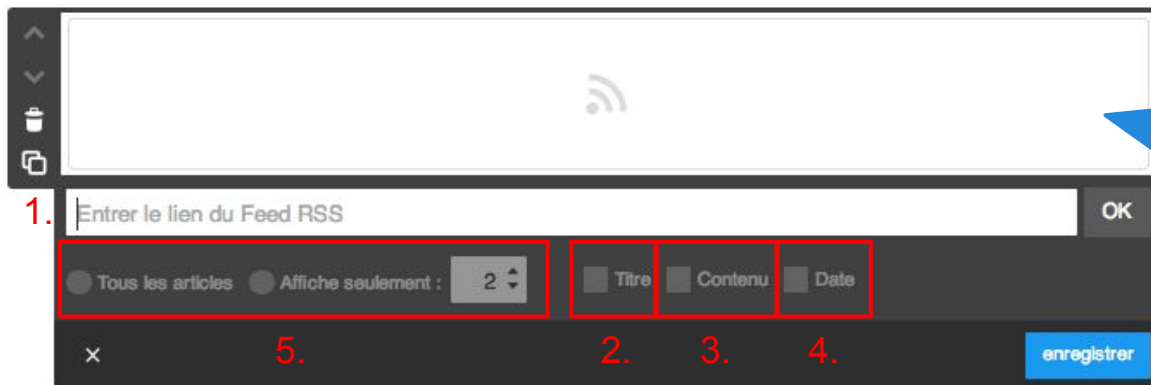 1. Entrer le lien du Feed RSS OK
Tous les articles Affiche seulement : 2 Titre Contenu Date
5. 2. 3. 4.
× enregistrer